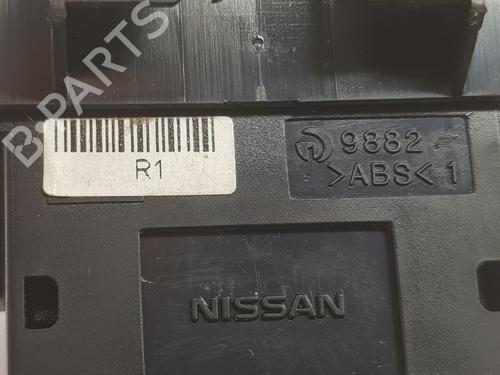 R1
9882
>ABS< 1
NISSAN
B-PARTS